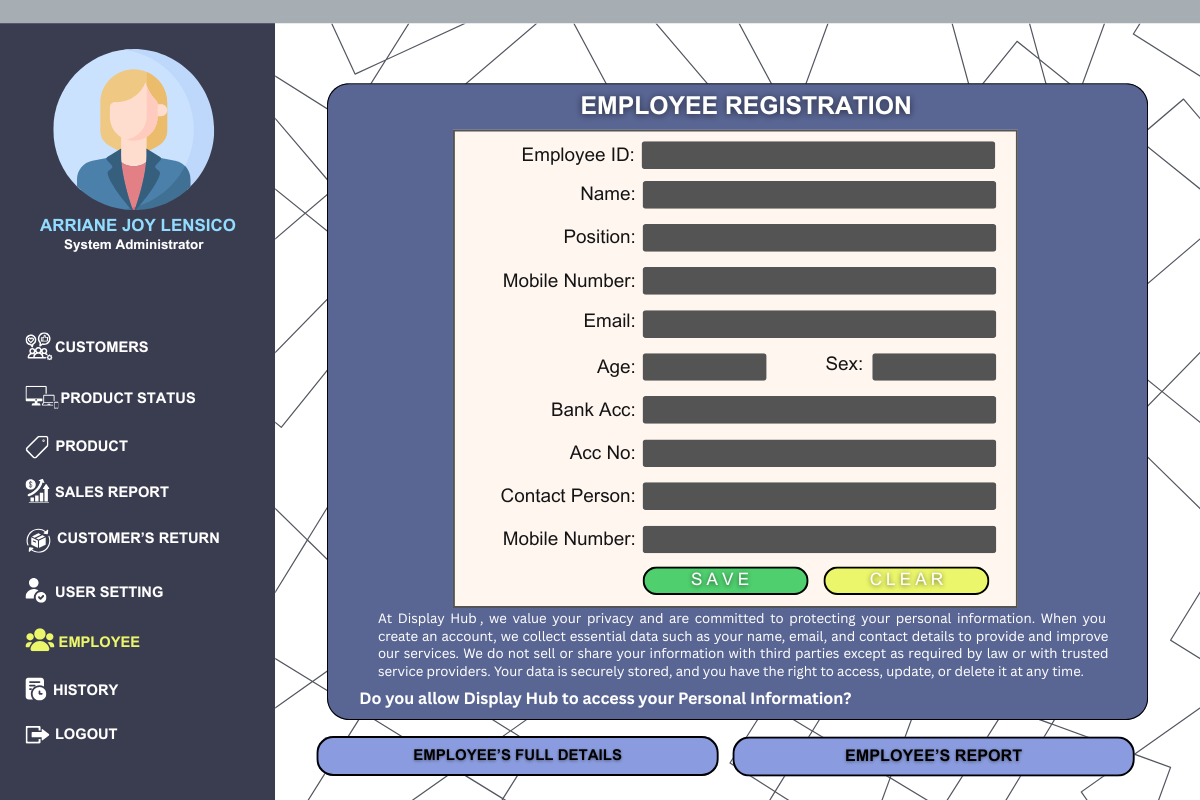 ARRIANE JOY LENSICO
System Administrator
CUSTOMERS
PRODUCT STATUS
PRODUCT
SALES REPORT
CUSTOMER’S RETURN
USER SETTING
EMPLOYEE
HISTORY
LOGOUT
EMPLOYEE REGISTRATION
Employee ID:
Name:
Position:
Mobile Number:
Email:
Age: Sex:
Bank Acc:
Acc No:
Contact Person:
Mobile Number:
SAVE CLEAR
At Display Hub , we value your privacy and are committed to protecting your personal information. When you
create an account, we collect essential data such as your name, email, and contact details to provide and improve
our services. We do not sell or share your information with third parties except as required by law or with trusted
service providers. Your data is securely stored, and you have the right to access, update, or delete it at any time.
Do you allow Display Hub to access your Personal Information?
EMPLOYEE’S FULL DETAILS EMPLOYEE’S REPORT